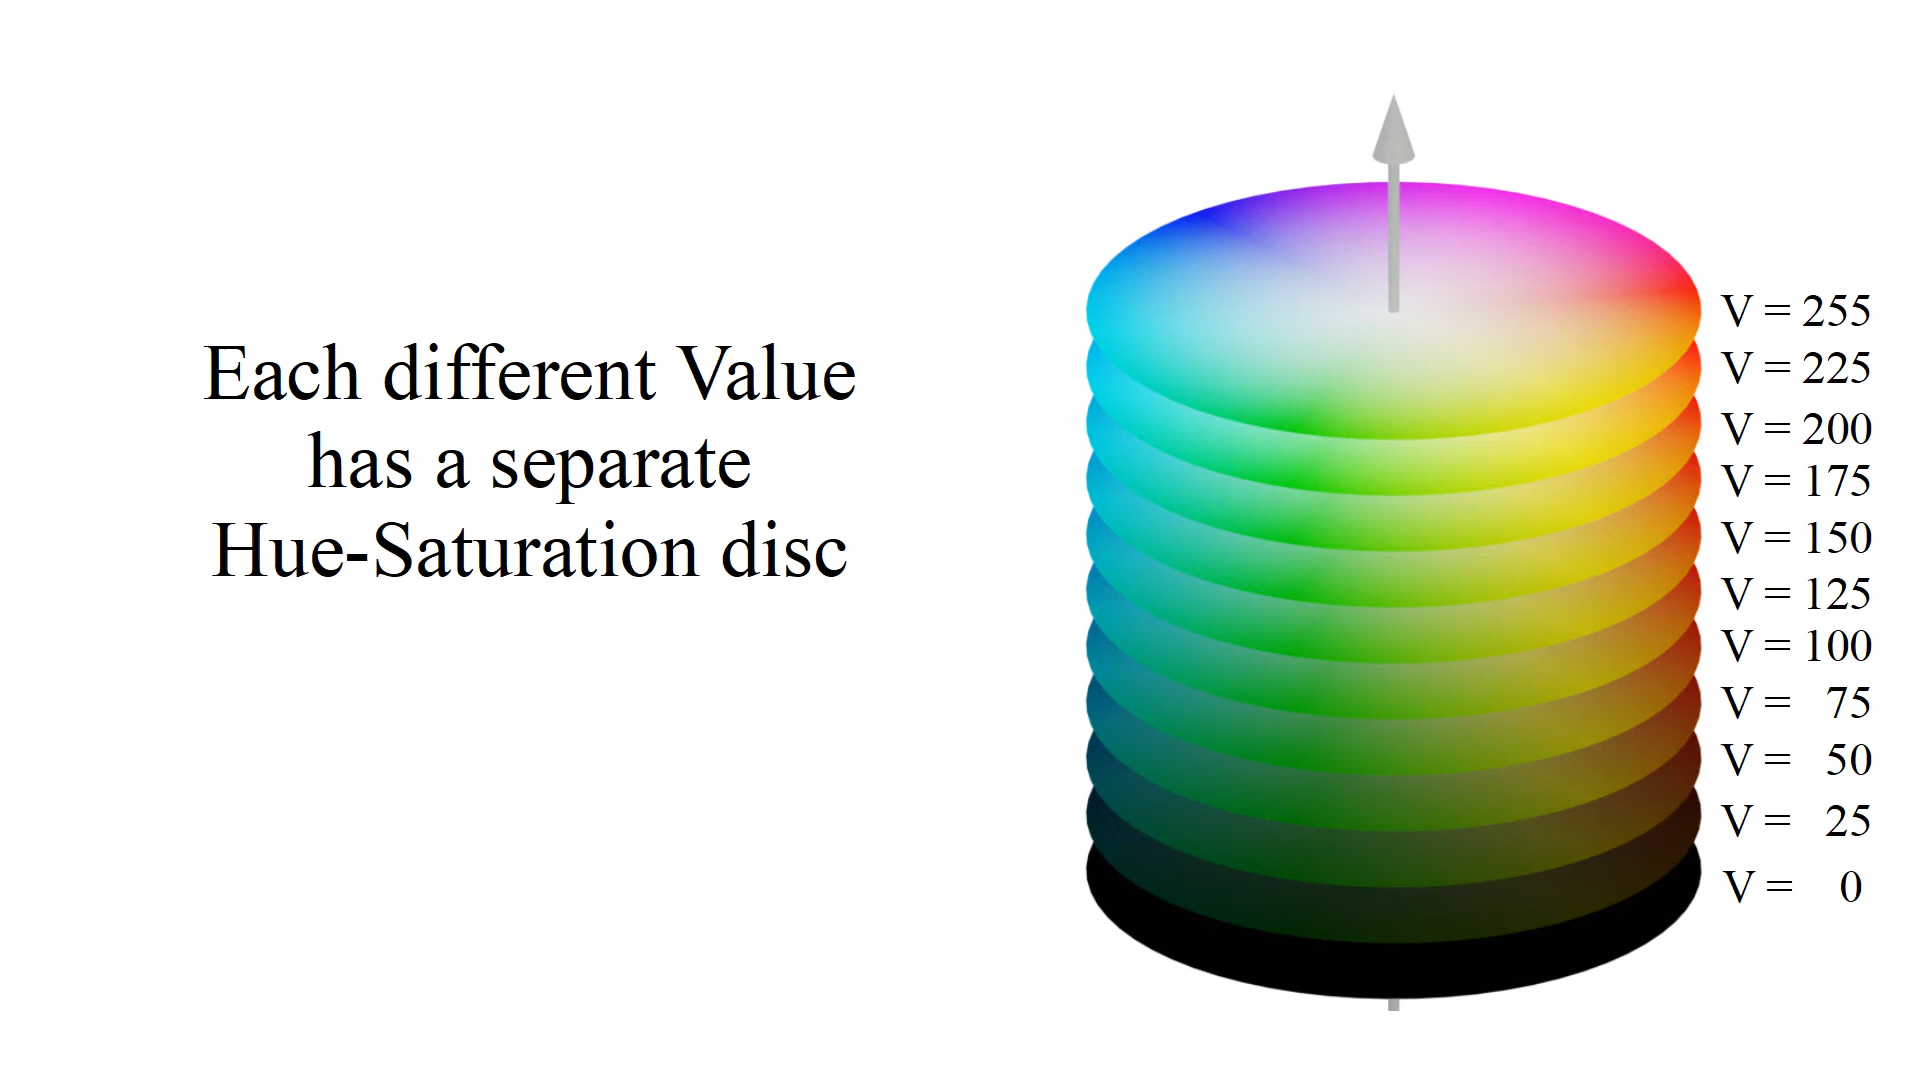 Each different Value
has a separate
Hue-Saturation disc
V = 255
V = 225
V = 200
V = 175
V = 150
V = 125
V = 100
V = 75
V = 50
V = 25
V = 0